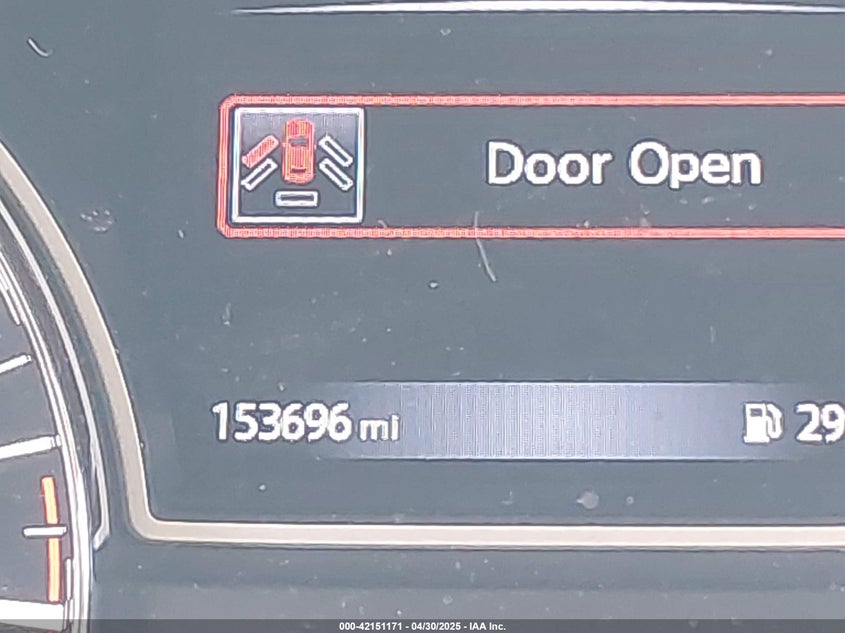 Door Open
153696 mi 29
000-42151171 - 04/30/2025 - IAA Inc.